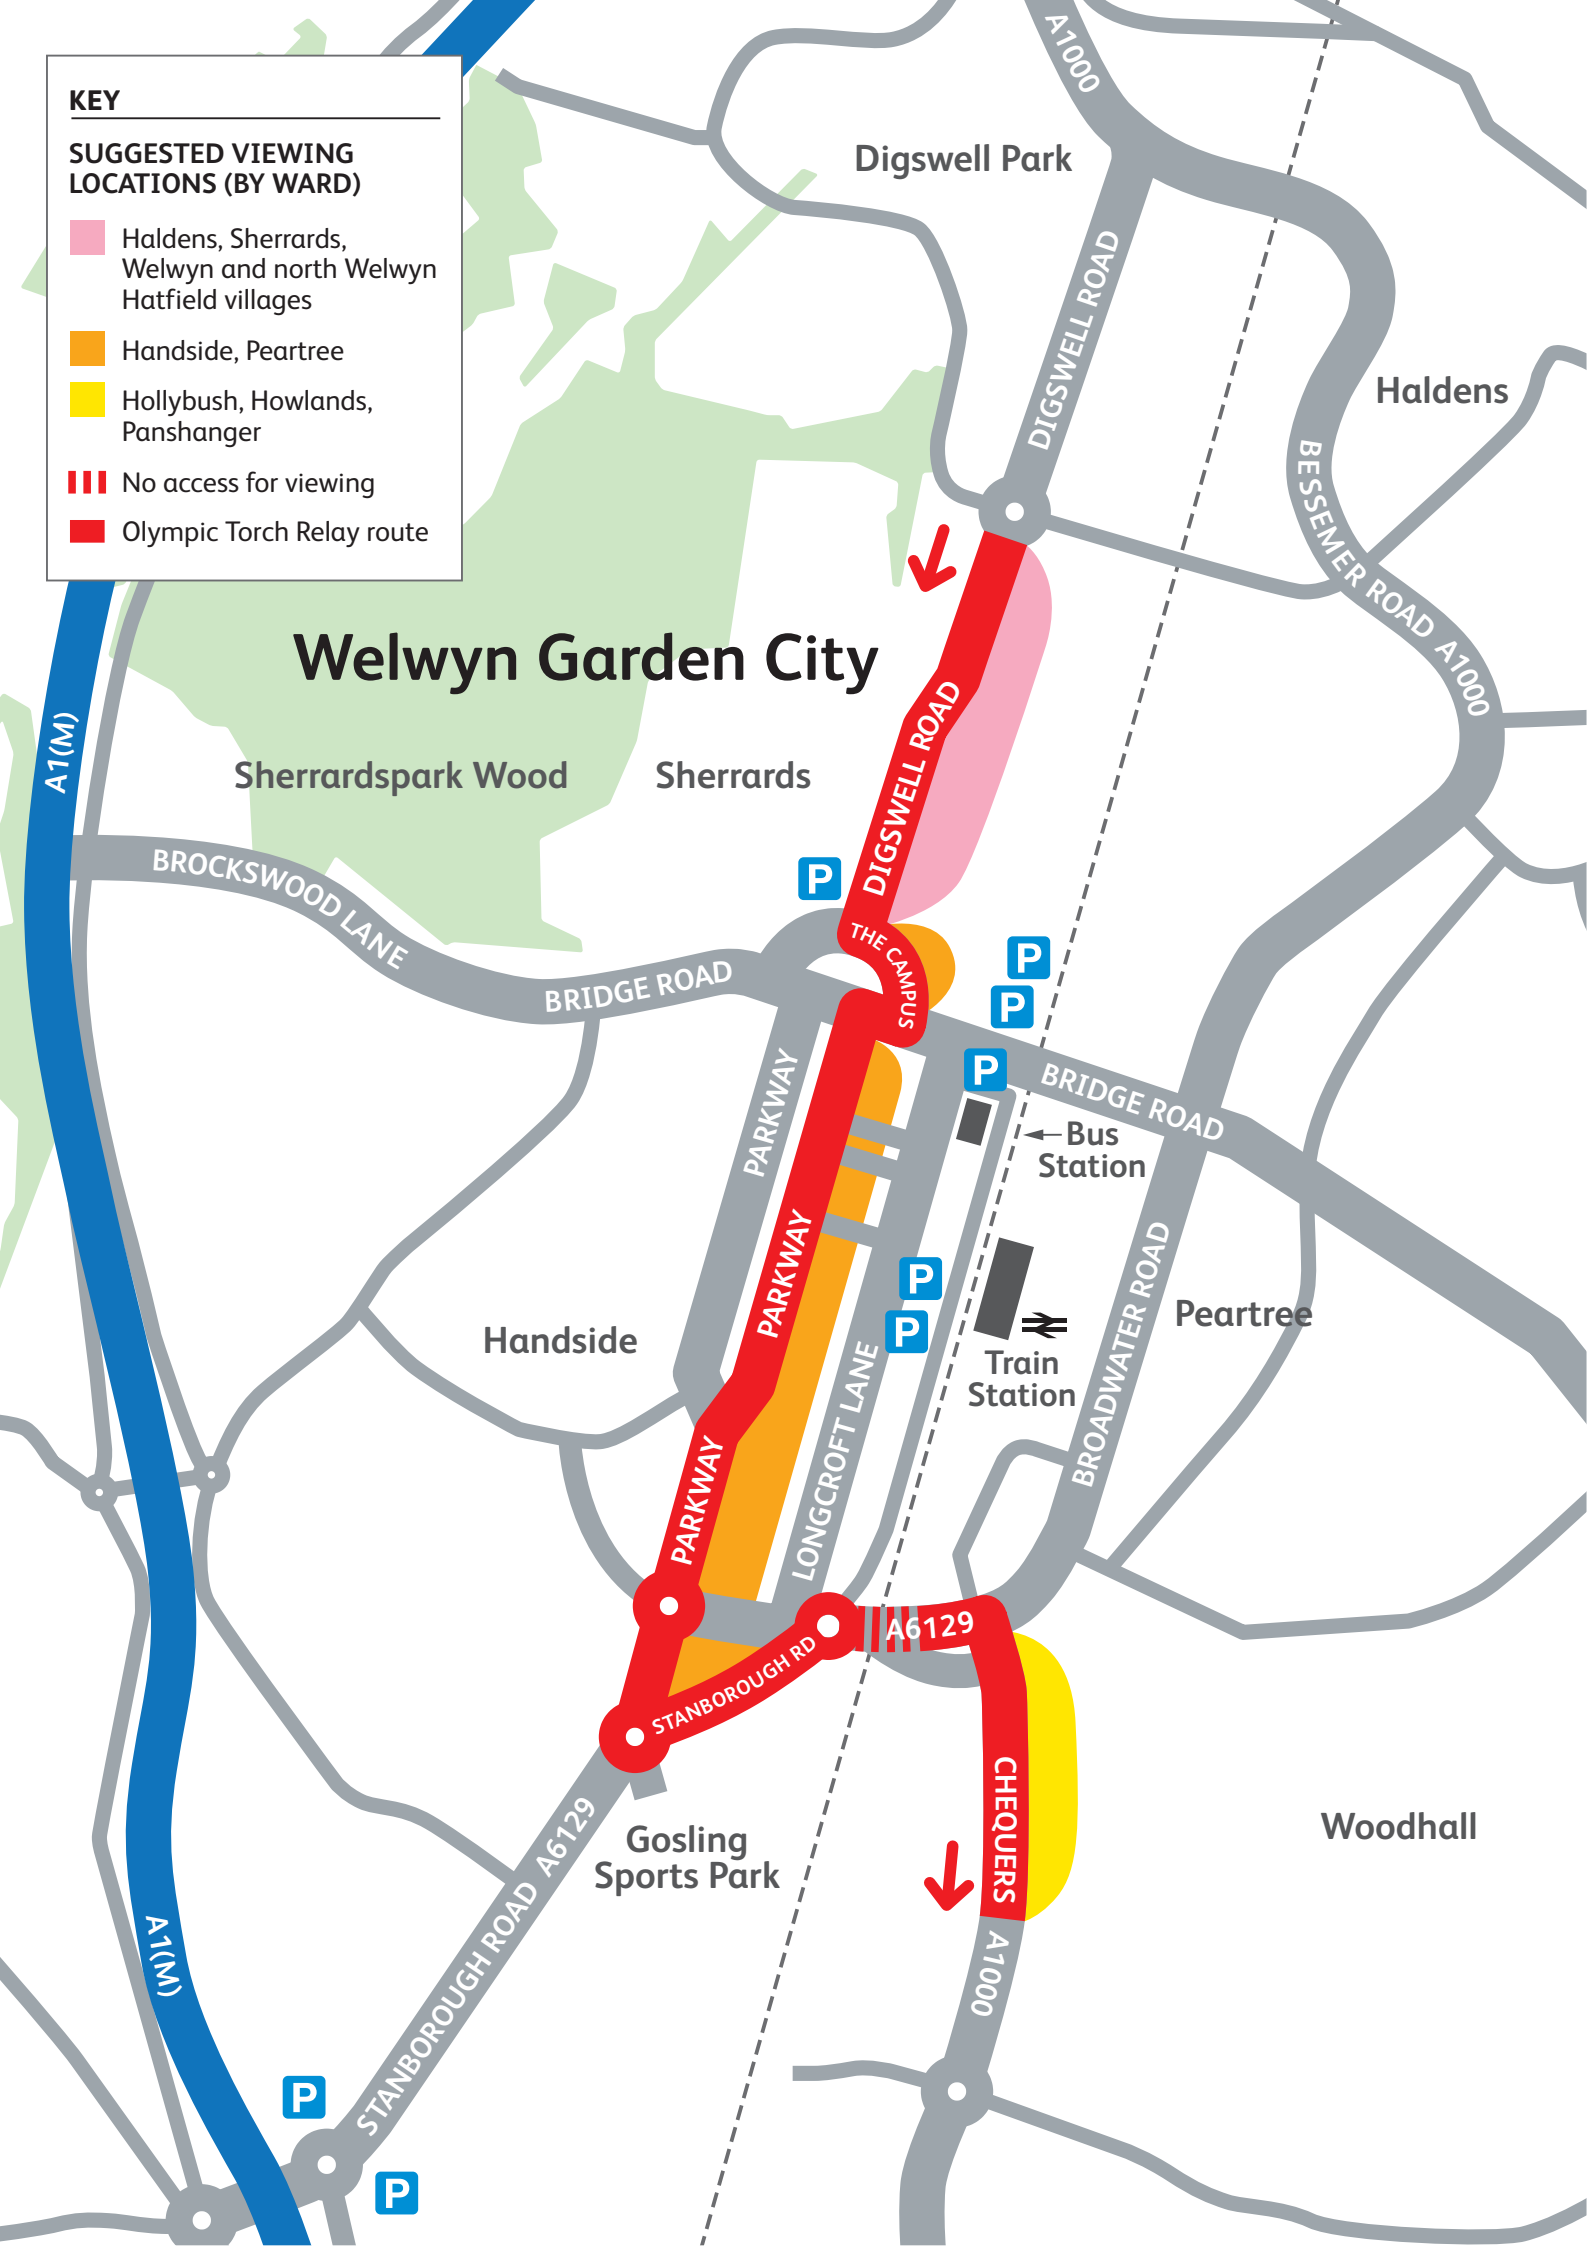 KEY
SUGGESTED VIEWING
LOCATIONS (BY WARD)
Haldens, Sherrards,
Welwyn and north Welwyn
Hatfield villages
Handside, Peartree
Hollybush, Howlands,
Panshanger
No access for viewing
Olympic Torch Relay route
A1000
Digswell Park
DIGSWELL ROAD
Haldens
BESSEMER ROAD A1000
Welwyn Garden City
A1(M)
Sherrardspark Wood
Sherrards
DIGSWELL ROAD
P
BROCKSWOOD LANE
THE CAMPUS
P
BRIDGE ROAD
P
P
BRIDGE ROAD
PARKWAY
Bus
Station
PARKWAY
P
P
BROADWATER ROAD
Peartree
Handside
LONGCROFT LANE
Train
Station
PARKWAY
A6129
STANBOROUGH RD
CHEQUERS
Gosling
Sports Park
Woodhall
STANBOROUGH ROAD A6129
A1(M)
A1000
P
P